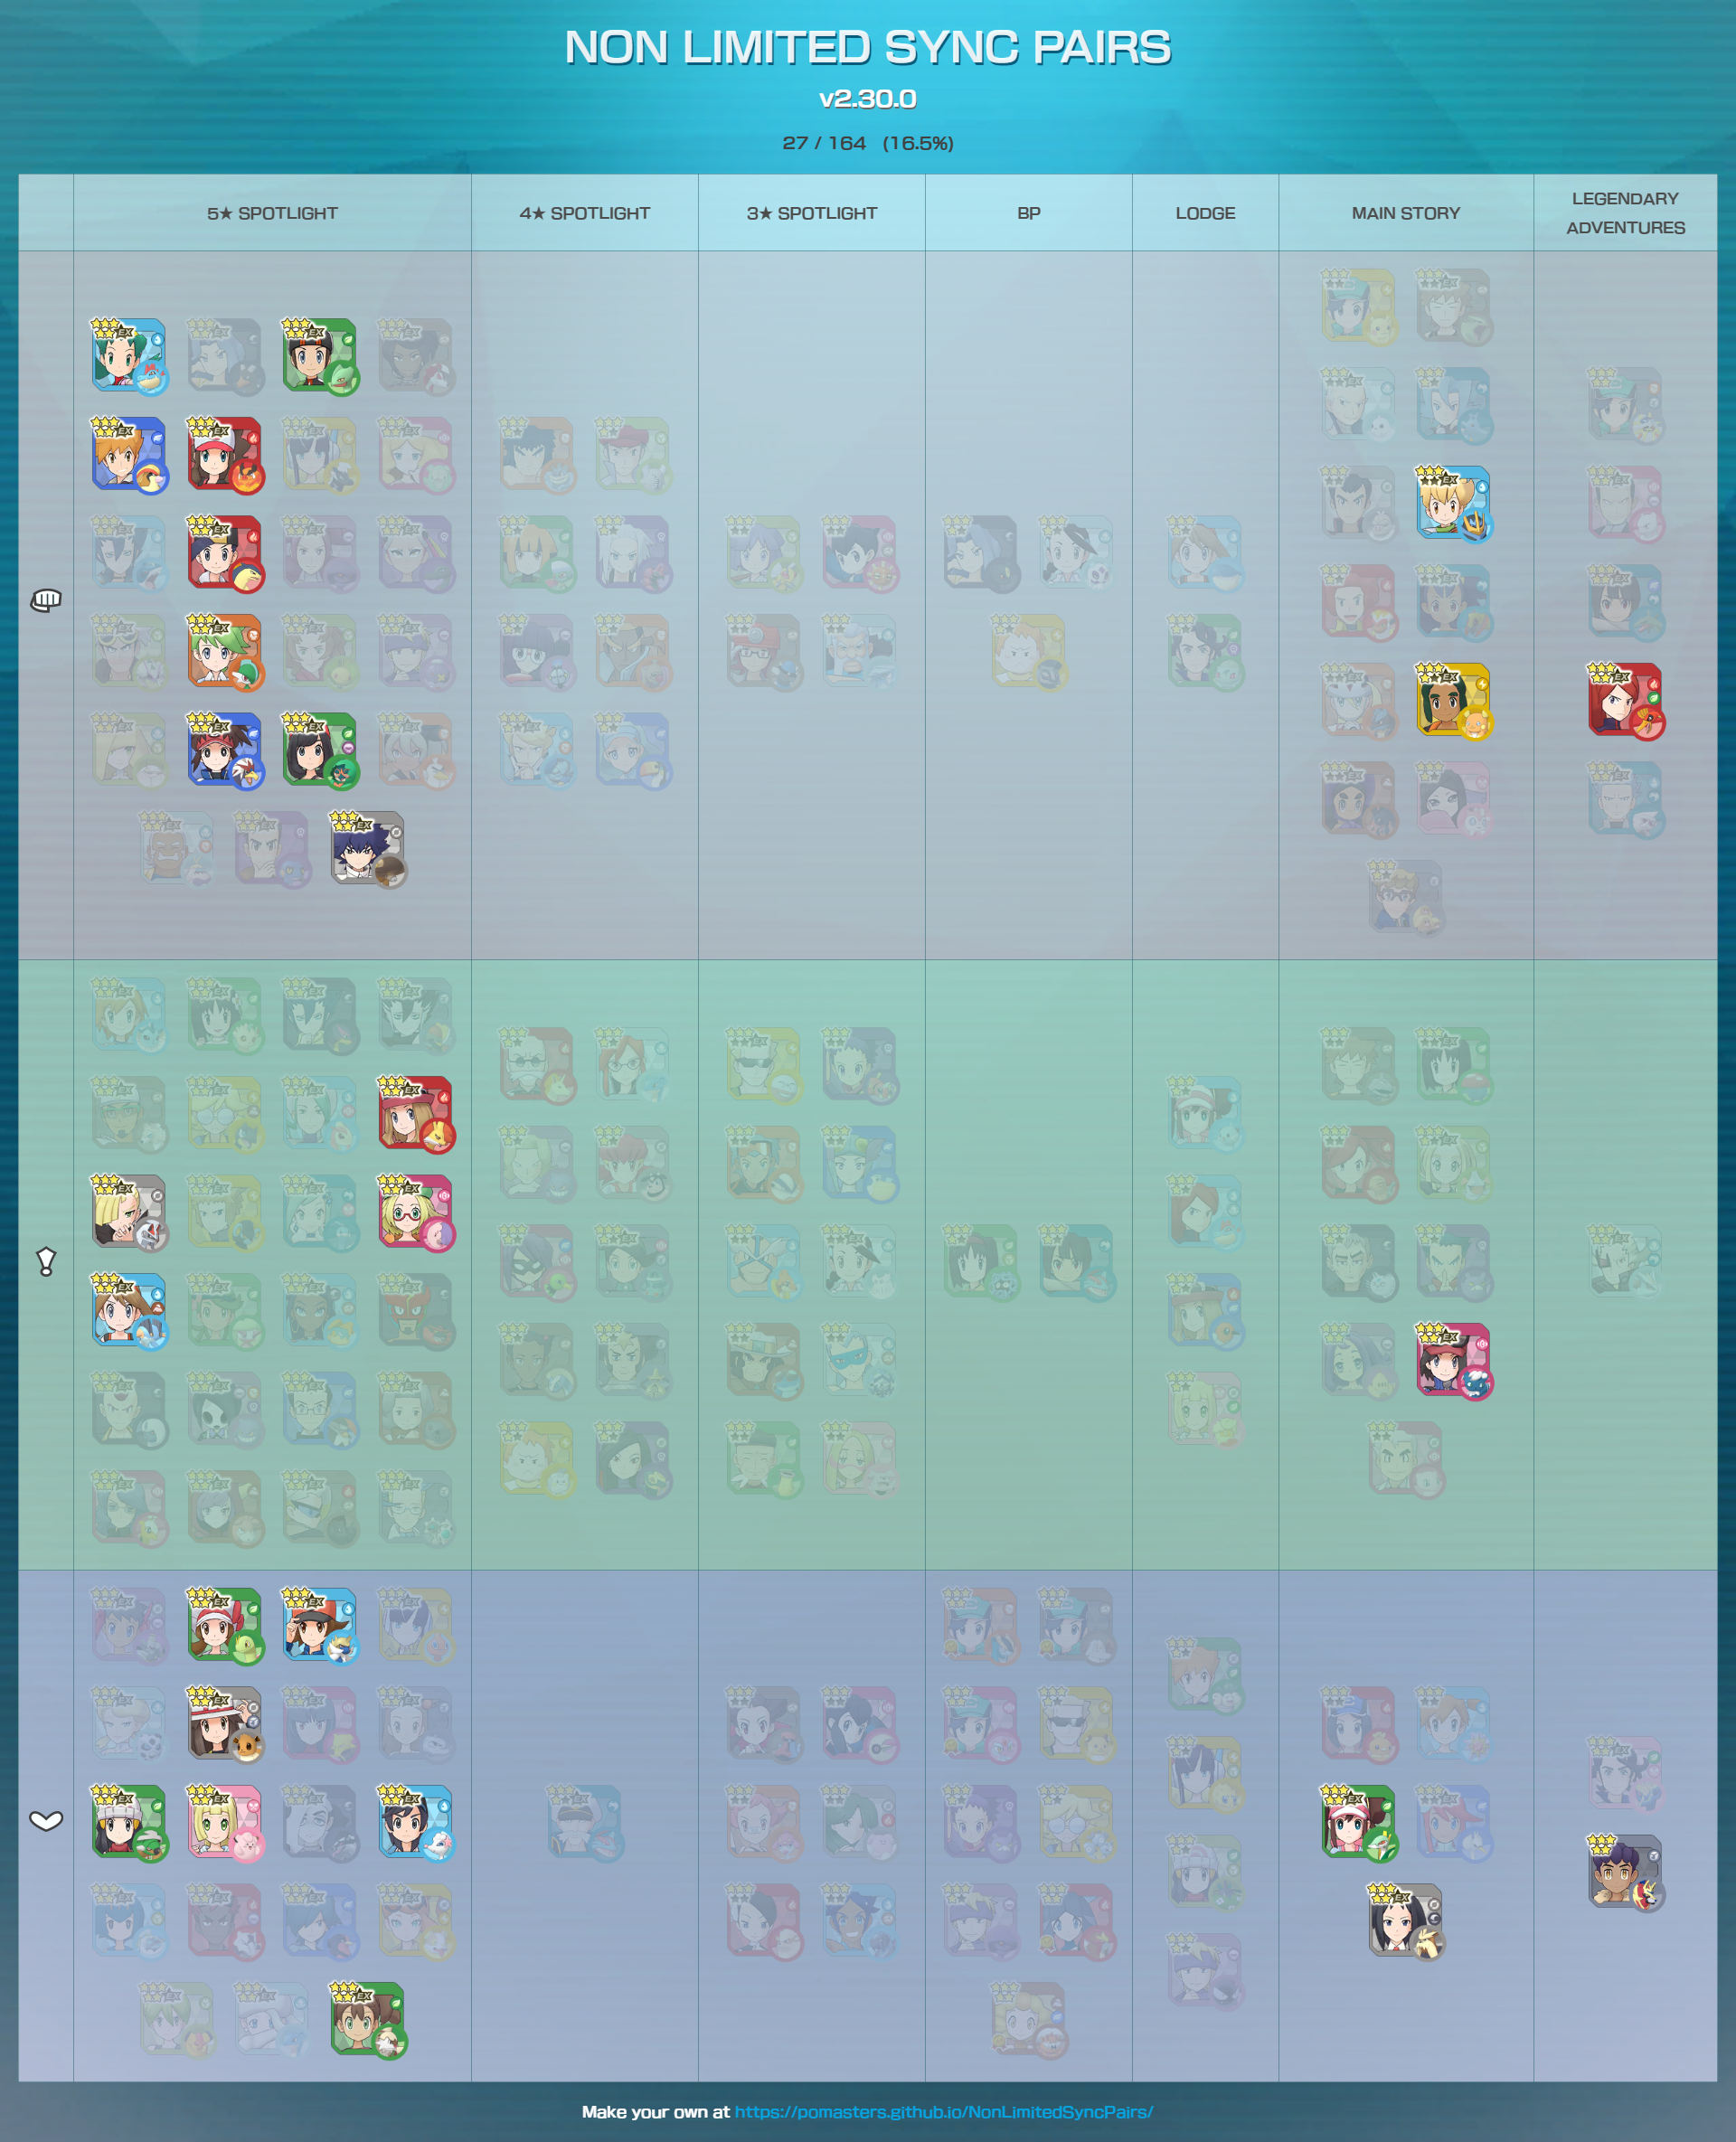 NON LIMITED SYNC PAIRS
v2.30.0
27 / 164 (16.5%)
5★ SPOTLIGHT
4★ SPOTLIGHT
3★ SPOTLIGHT
BP
LODGE
MAIN STORY
LEGENDARY
ADVENTURES
Make your own at https://pomasters.github.io/NonLimitedSyncPairs/